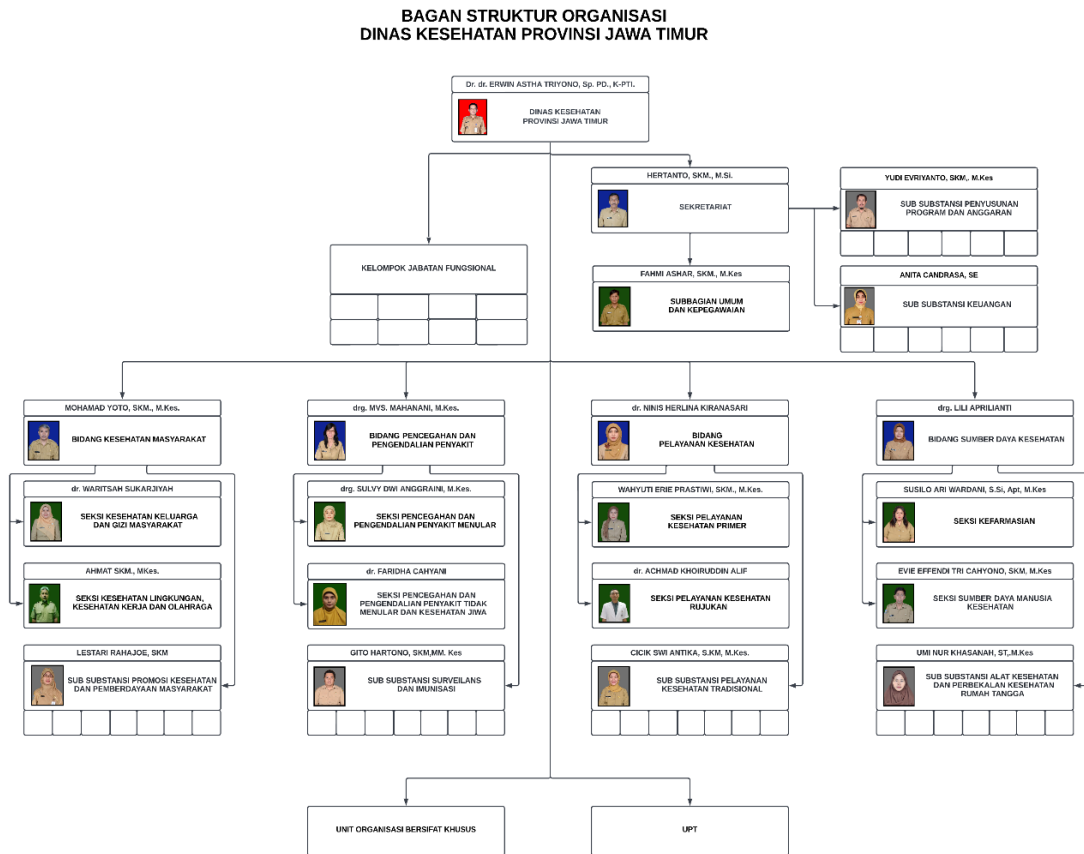 BAGAN STRUKTUR ORGANISASI
DINAS KESEHATAN PROVINSI JAWA TIMUR
Dr. dr. ERWIN ASTHA TRIYONO, Sp. PD., K-PTI.
DINAS KESEHATAN
PROVINSI JAWA TIMUR
HERTANTO, SKM., M.Si.
SEKRETARIAT
YUDI EVRIYANTO, SKM,. M.Kes
SUB SUBSTANSI PENYUSUNAN
PROGRAM DAN ANGGARAN
KELOMPOK JABATAN FUNGSIONAL
FAHMI ASHAR, SKM., M.Kes
SUBBAGIAN UMUM
DAN KEPEGAWAIAN
ANITA CANDRASA, SE
SUB SUBSTANSI KEUANGAN
MOHAMAD YOTO, SKM., M.Kes.
BIDANG KESEHATAN MASYARAKAT
drg. MVS. MAHANANI, M.Kes.
BIDANG PENCEGAHAN DAN
PENGENDALIAN PENYAKIT
dr. NINIS HERLINA KIRANASARI
BIDANG
PELAYANAN KESEHATAN
drg. LILI APRILIANTI
BIDANG SUMBER DAYA KESEHATAN
dr. WARITSAH SUKARJIYAH
SEKSI KESEHATAN KELUARGA
DAN GIZI MASYARAKAT
drg. SULVY DWI ANGGRAINI, M.Kes.
SEKSI PENCEGAHAN DAN
PENGENDALIAN PENYAKIT MENULAR
WAHYUTI ERIE PRASTIWI, SKM., M.Kes.
SEKSI PELAYANAN
KESEHATAN PRIMER
SUSILO ARI WARDANI, S.Si, Apt, M.Kes
SEKSI KEFARMASIAN
AHMAT SKM., MKes.
SEKSI KESEHATAN LINGKUNGAN,
KESEHATAN KERJA DAN OLAHRAGA
dr. FARIDHA CAHYANI
SEKSI PENCEGAHAN DAN
PENGENDALIAN PENYAKIT TIDAK
MENULAR DAN KESEHATAN JIWA
dr. ACHMAD KHOIRUDDIN ALIF
SEKSI PELAYANAN KESEHATAN
RUJUKAN
EVIE EFFENDI TRI CAHYONO, SKM, M.Kes
SEKSI SUMBER DAYA MANUSIA
KESEHATAN
LESTARI RAHAJOE, SKM
SUB SUBSTANSI PROMOSI KESEHATAN
DAN PEMBERDAYAAN MASYARAKAT
GITO HARTONO, SKM,MM. Kes
SUB SUBSTANSI SURVEILANS
DAN IMUNISASI
CICIK SWI ANTIKA, S.KM, M.Kes.
SUB SUBSTANSI PELAYANAN
KESEHATAN TRADISIONAL
UMI NUR KHASANAH, ST,.M.Kes
SUB SUBSTANSI ALAT KESEHATAN
DAN PERBEKALAN KESEHATAN
RUMAH TANGGA
UNIT ORGANISASI BERSIFAT KHUSUS
UPT